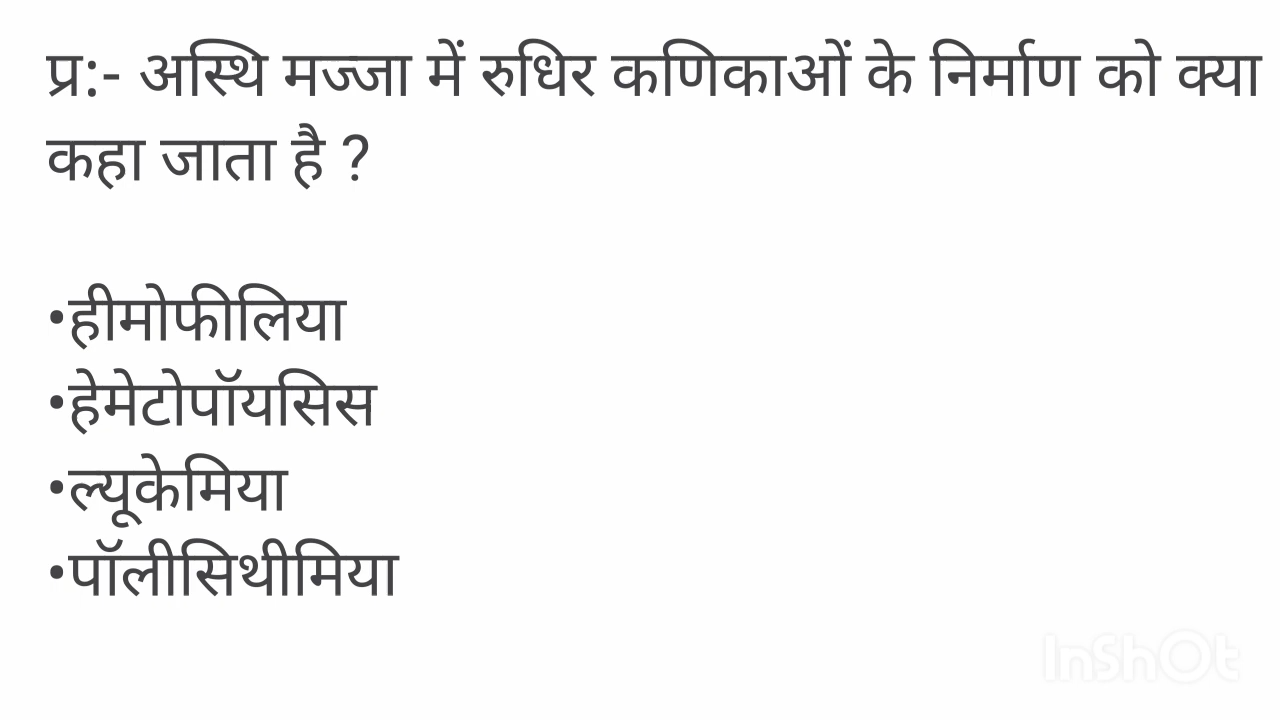 प्र:- अस्थि मज्जा में रुधिर कणिकाओं के निर्माण को क्या
कहा जाता है ?
•हीमोफीलिया
•हेमेटोपॉयसिस
•ल्यूकेमिया
•पॉलीसिथीमिया
InShOt